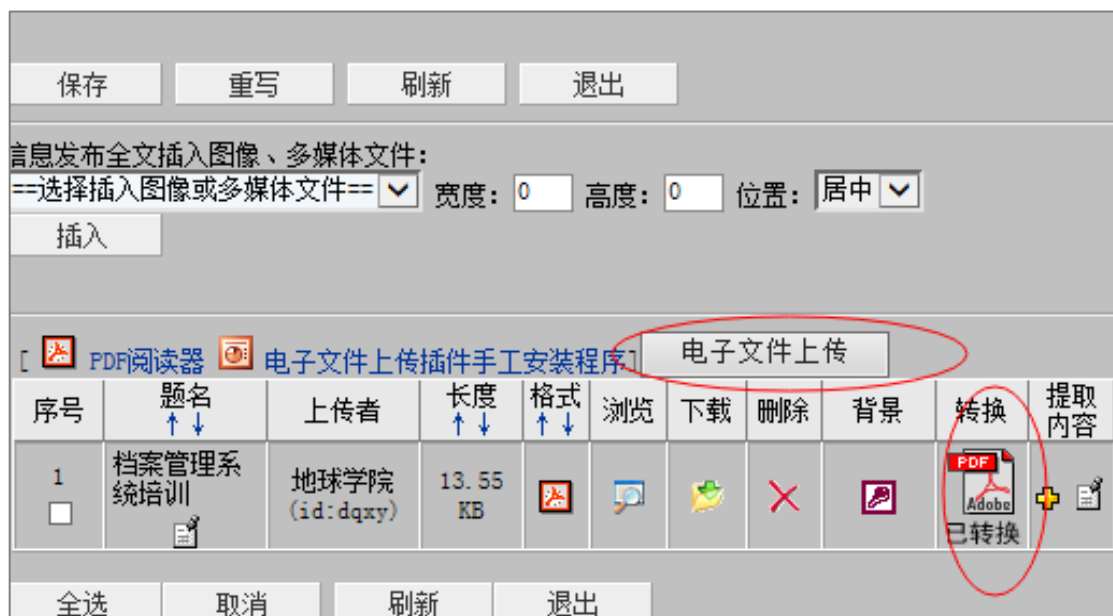 保存 重写 刷新 退出
信息发布全文插入图像、多媒体文件:
==选择插入图像或多媒体文件== 宽度: 0 高度: 0 位置: 居中
插入
[ PDF阅读器 电子文件上传插件手工安装程序] 电子文件上传
序号 题名 ↑↓ 上传者 长度 ↑↓ 格式 ↑↓ 浏览 下载 删除 背景 转换 提取内容
1 档案管理系统培训 地球学院 (id:dqxy) 13.55 KB PDF Adobe 已转换
全选 取消 刷新 退出